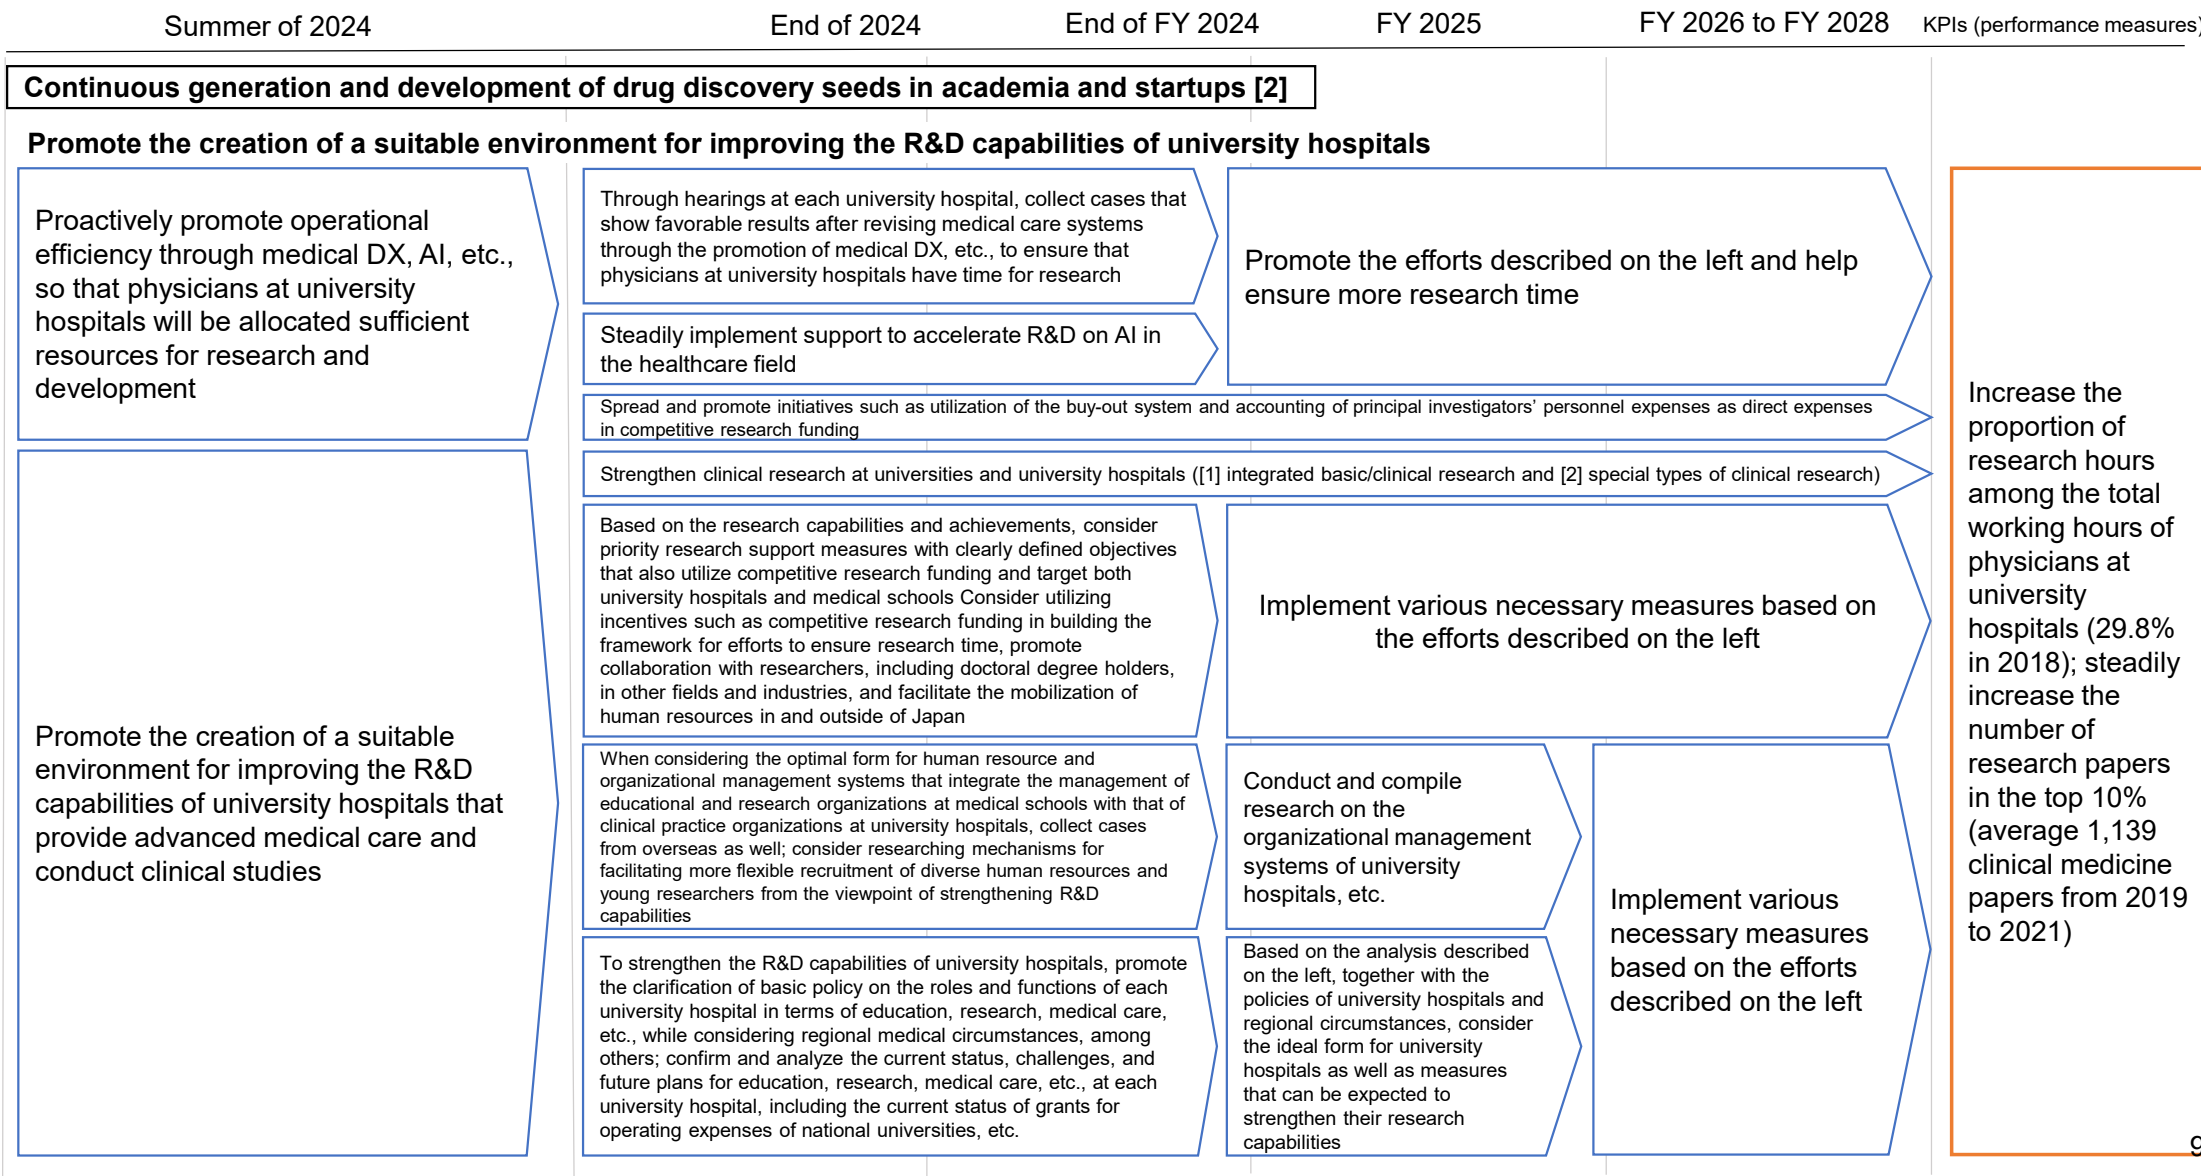 Summer of 2024
End of 2024
End of FY 2024
FY 2025
FY 2026 to FY 2028
KPIs (performance measures)
Continuous generation and development of drug discovery seeds in academia and startups [2]
Promote the creation of a suitable environment for improving the R&D capabilities of university hospitals
Proactively promote operational
efficiency through medical DX, AI, etc.,
so that physicians at university
hospitals will be allocated sufficient
resources for research and
development
Through hearings at each university hospital, collect cases that
show favorable results after revising medical care systems
through the promotion of medical DX, etc., to ensure that
physicians at university hospitals have time for research
Steadily implement support to accelerate R&D on AI in
the healthcare field
Promote the efforts described on the left and help
ensure more research time
Spread and promote initiatives such as utilization of the buy-out system and accounting of principal investigators’ personnel expenses as direct expenses
in competitive research funding
Promote the creation of a suitable
environment for improving the R&D
capabilities of university hospitals that
provide advanced medical care and
conduct clinical studies
Strengthen clinical research at universities and university hospitals ([1] integrated basic/clinical research and [2] special types of clinical research)
Based on the research capabilities and achievements, consider
priority research support measures with clearly defined objectives
that also utilize competitive research funding and target both
university hospitals and medical schools Consider utilizing
incentives such as competitive research funding in building the
framework for efforts to ensure research time, promote
collaboration with researchers, including doctoral degree holders,
in other fields and industries, and facilitate the mobilization of
human resources in and outside of Japan
Implement various necessary measures based on
the efforts described on the left
When considering the optimal form for human resource and
organizational management systems that integrate the management of
educational and research organizations at medical schools with that of
clinical practice organizations at university hospitals, collect cases
from overseas as well; consider researching mechanisms for
facilitating more flexible recruitment of diverse human resources and
young researchers from the viewpoint of strengthening R&D
capabilities
Conduct and compile
research on the
organizational management
systems of university
hospitals, etc.
To strengthen the R&D capabilities of university hospitals, promote
the clarification of basic policy on the roles and functions of each
university hospital in terms of education, research, medical care,
etc., while considering regional medical circumstances, among
others; confirm and analyze the current status, challenges, and
future plans for education, research, medical care, etc., at each
university hospital, including the current status of grants for
operating expenses of national universities, etc.
Based on the analysis described
on the left, together with the
policies of university hospitals and
regional circumstances, consider
the ideal form for university
hospitals as well as measures
that can be expected to
strengthen their research
capabilities
Implement various
necessary measures
based on the efforts
described on the left
Increase the
proportion of
research hours
among the total
working hours of
physicians at
university
hospitals (29.8%
in 2018); steadily
increase the
number of
research papers
in the top 10%
(average 1,139
clinical medicine
papers from 2019
to 2021)
9